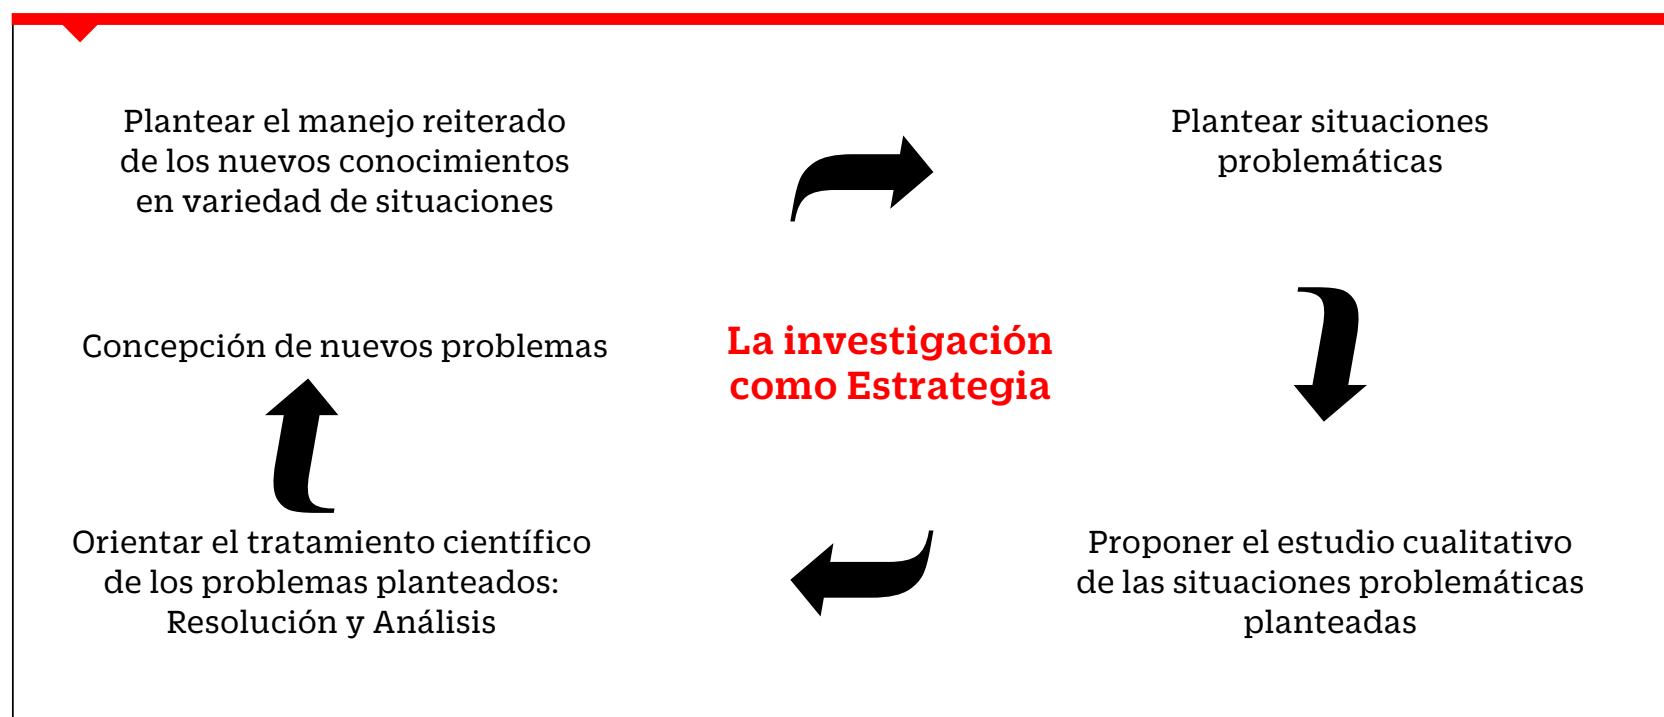 Plantear el manejo reiterado
de los nuevos conocimientos
en variedad de situaciones
Plantear situaciones
problemáticas
Concepción de nuevos problemas
La investigación
como Estrategia
Orientar el tratamiento científico
de los problemas planteados:
Resolución y Análisis
Proponer el estudio cualitativo
de las situaciones problemáticas
planteadas